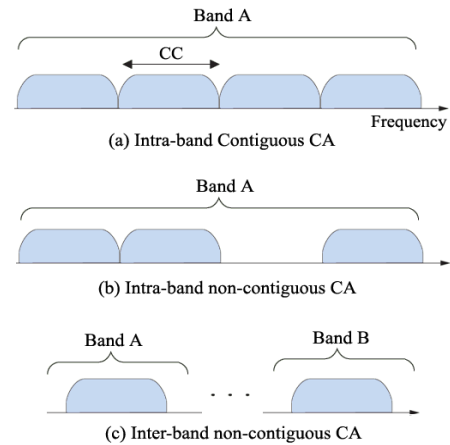 Band A
CC
Frequency
(a) Intra-band Contiguous CA
Band A
(b) Intra-band non-contiguous CA
Band A
Band B
. . .
(c) Inter-band non-contiguous CA